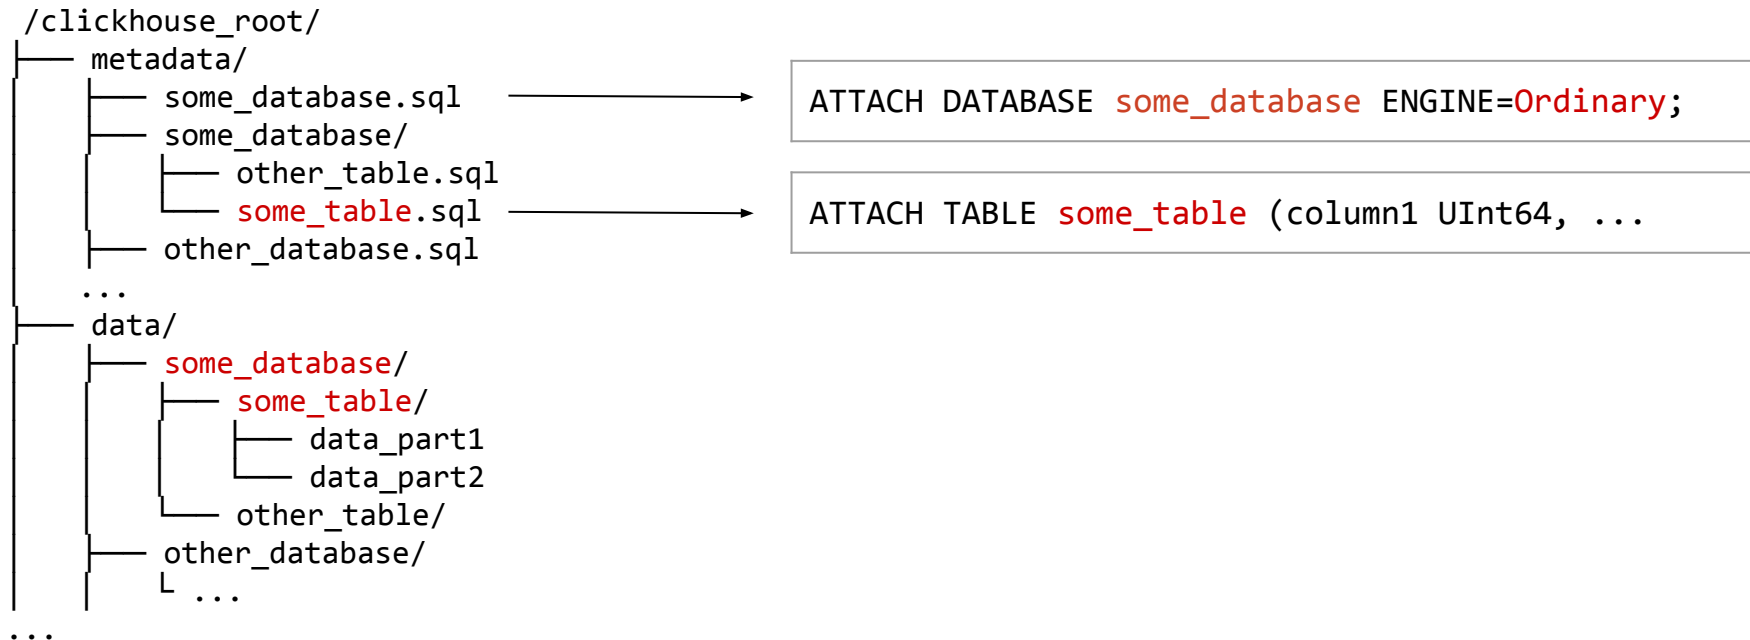 /clickhouse_root/
metadata/
some_database.sql
ATTACH DATABASE some_database ENGINE=Ordinary;
some_database/
other_table.sql
some_table.sql
ATTACH TABLE some_table (column1 UInt64, ...
other_database.sql
...
data/
some_database/
some_table/
data_part1
data_part2
other_table/
other_database/
...
...